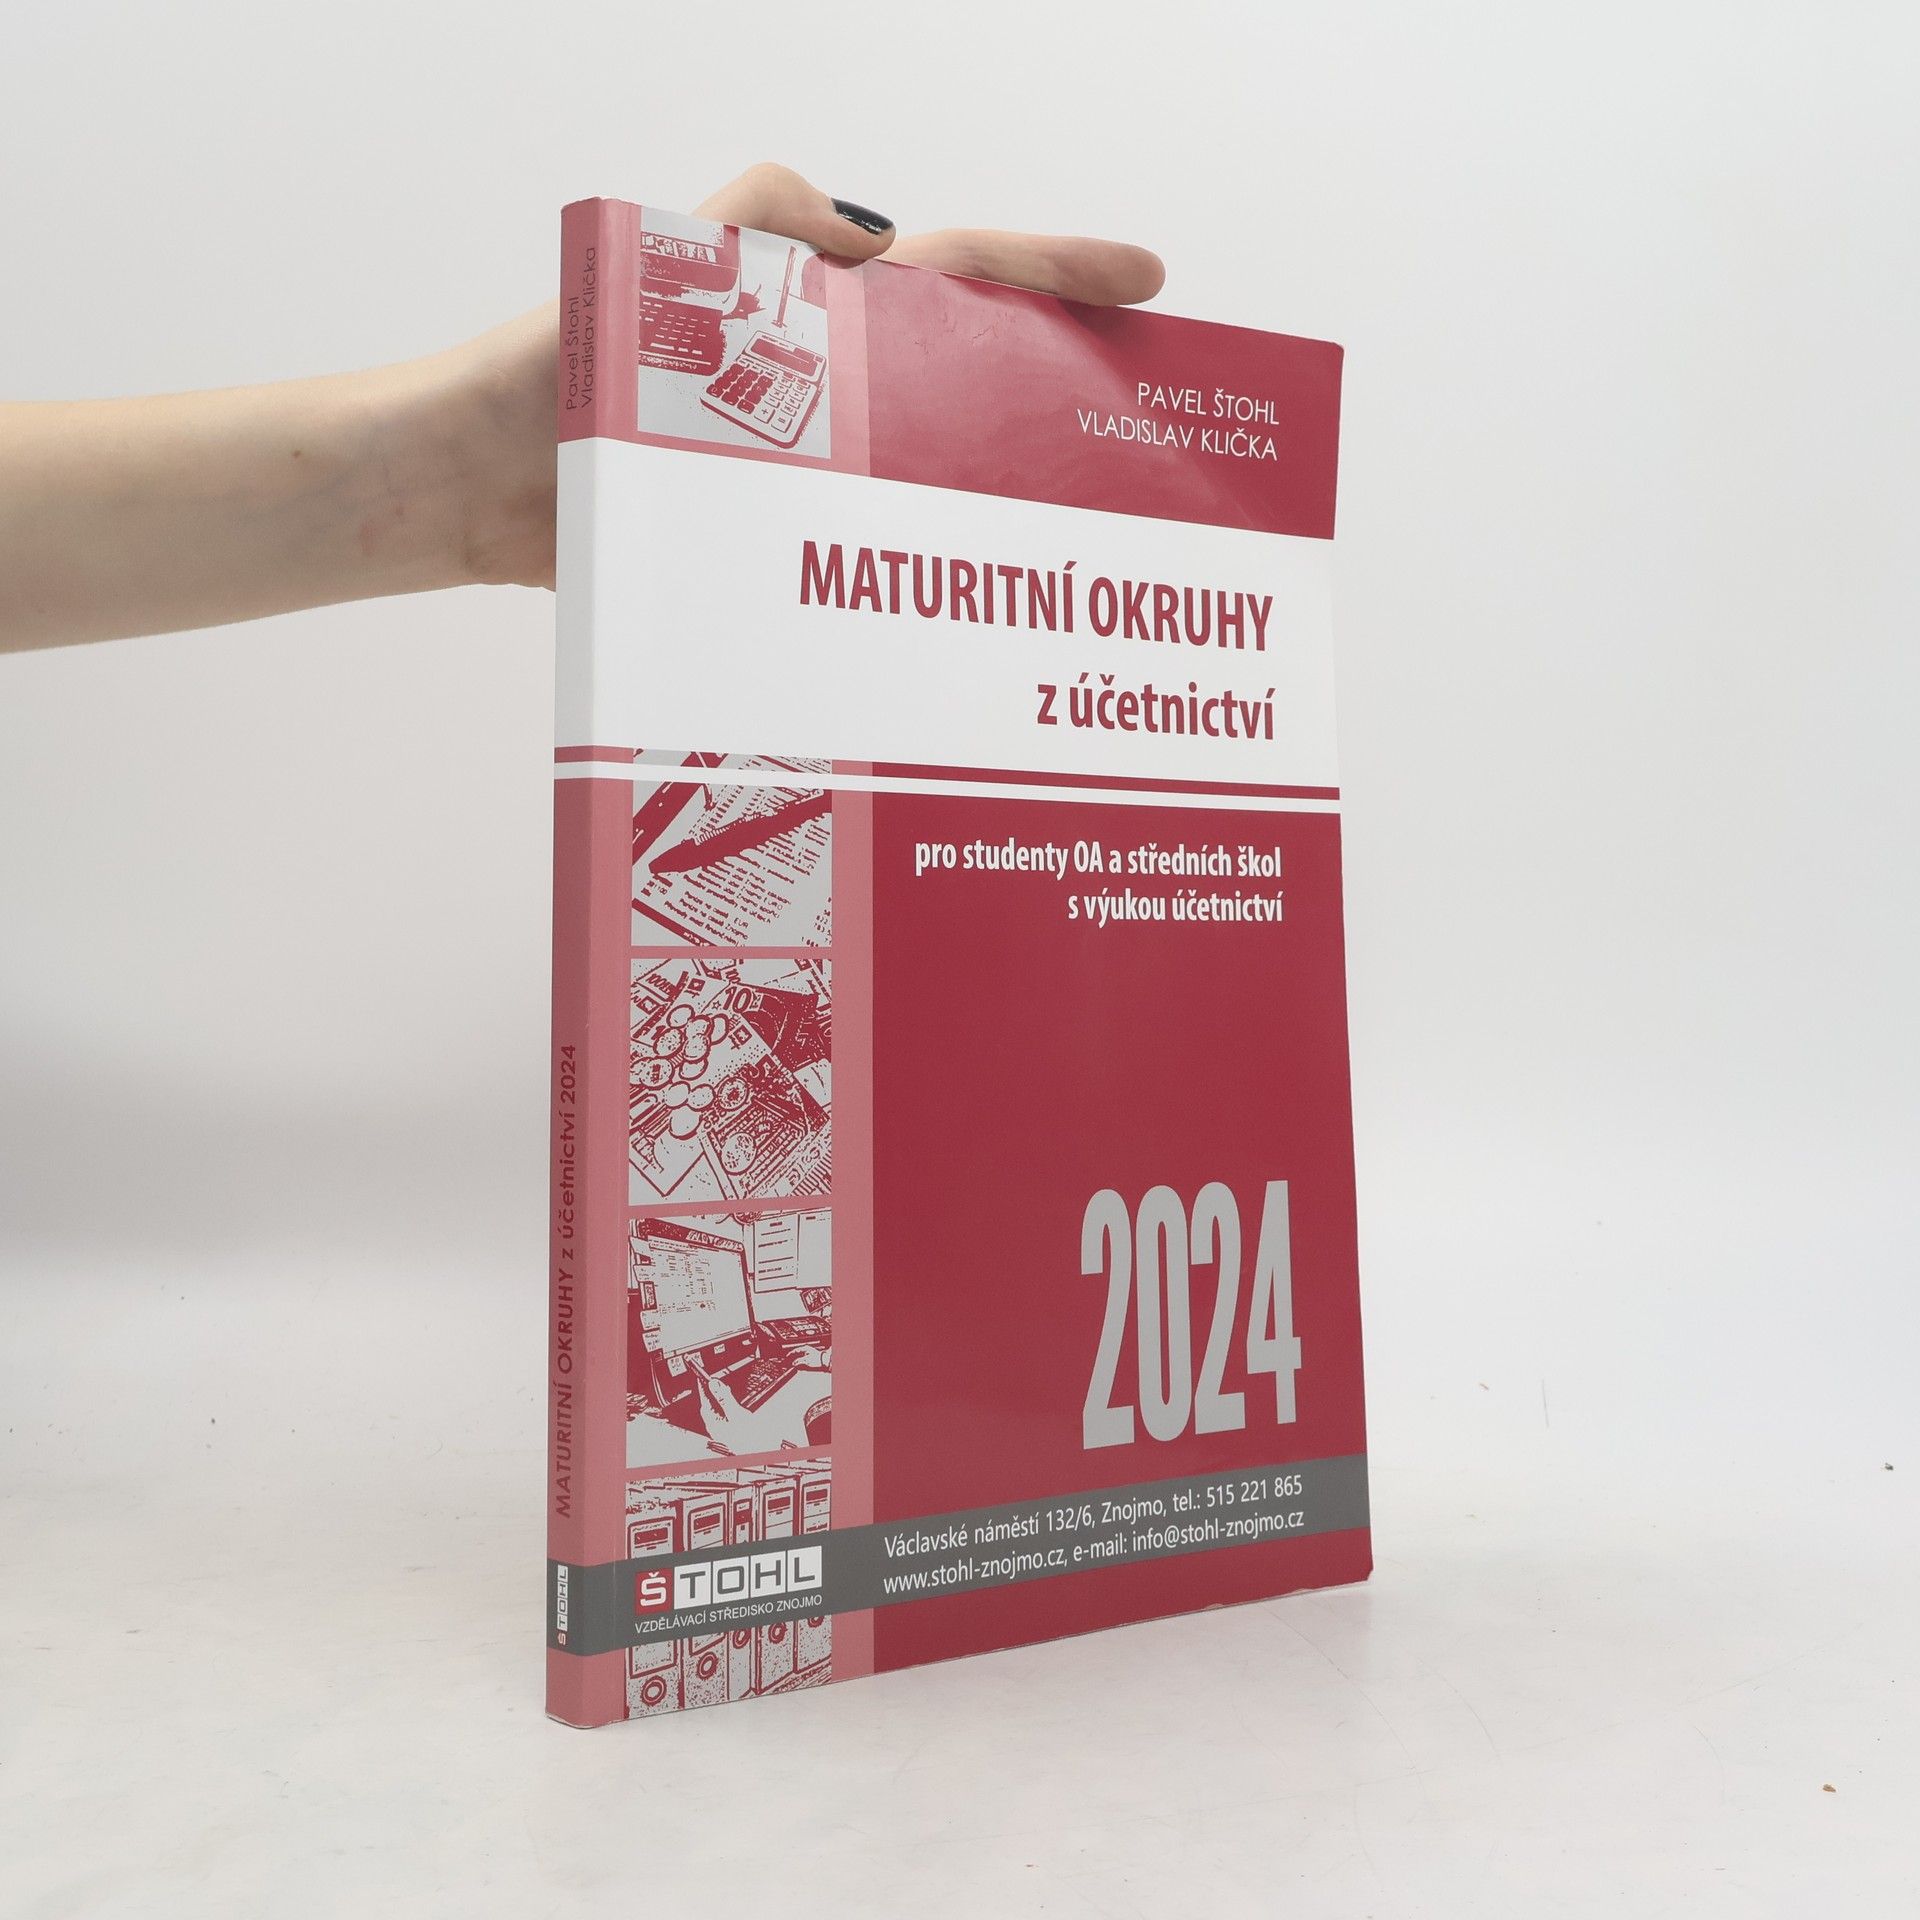 Pavel Štohl
Vladislav Klička
MATURITNÍ OKRUHY z účetnictví 2024
ŠTOHL
PAVEL ŠTOHL
VLADISLAV KLIČKA
MATURITNÍ OKRUHY
z účetnictví
pro studenty OA a středních škol
s výukou účetnictví
2024
ŠTOHL
VZDĚLÁVACÍ STŘEDISKO ZNOJMO
Václavské náměstí 132/6, Znojmo, tel.: 515 221 865
www.stohl-znojmo.cz, e-mail: info@stohl-znojmo.cz